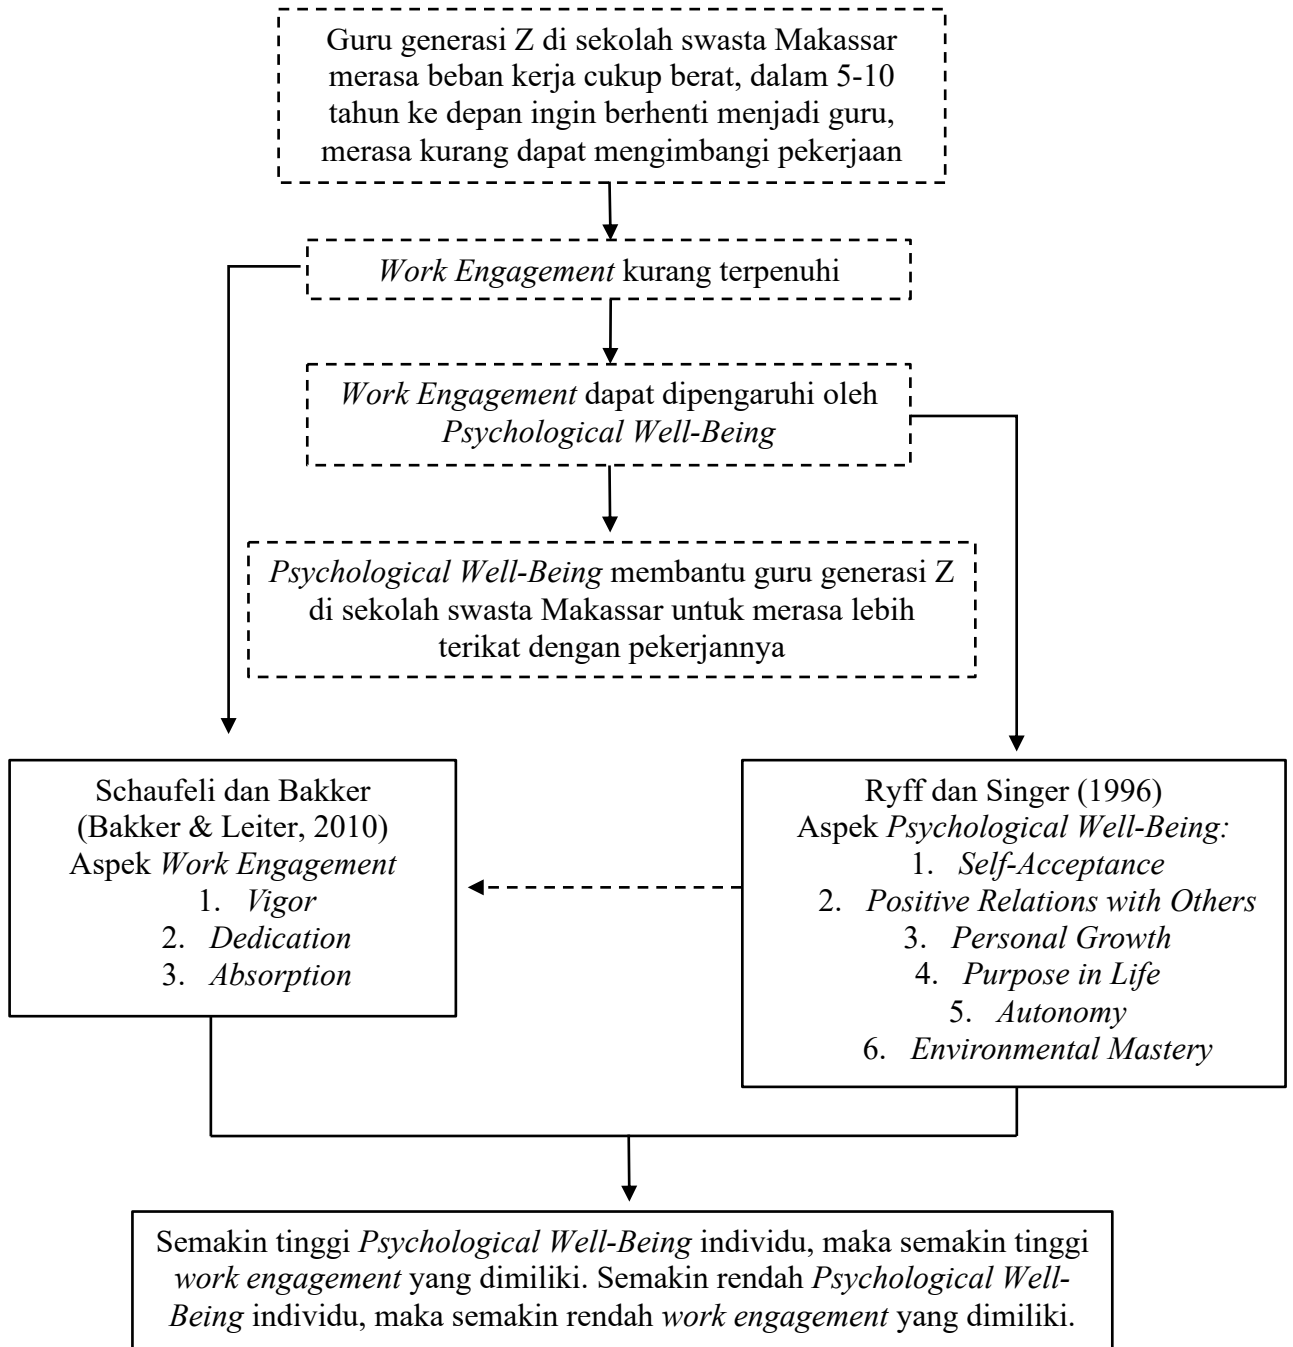 Guru generasi Z di sekolah swasta Makassar
merasa beban kerja cukup berat, dalam 5-10
tahun ke depan ingin berhenti menjadi guru,
merasa kurang dapat mengimbangi pekerjaan
Work Engagement kurang terpenuhi
Work Engagement dapat dipengaruhi oleh
Psychological Well-Being
Psychological Well-Being membantu guru generasi Z
di sekolah swasta Makassar untuk merasa lebih
terikat dengan pekerjannya
Schaufeli dan Bakker
(Bakker & Leiter, 2010)
Aspek Work Engagement
1. Vigor
2. Dedication
3. Absorption
Ryff dan Singer (1996)
Aspek Psychological Well-Being:
1. Self-Acceptance
2. Positive Relations with Others
3. Personal Growth
4. Purpose in Life
5. Autonomy
6. Environmental Mastery
Semakin tinggi Psychological Well-Being individu, maka semakin tinggi
work engagement yang dimiliki. Semakin rendah Psychological Well-
Being individu, maka semakin rendah work engagement yang dimiliki.